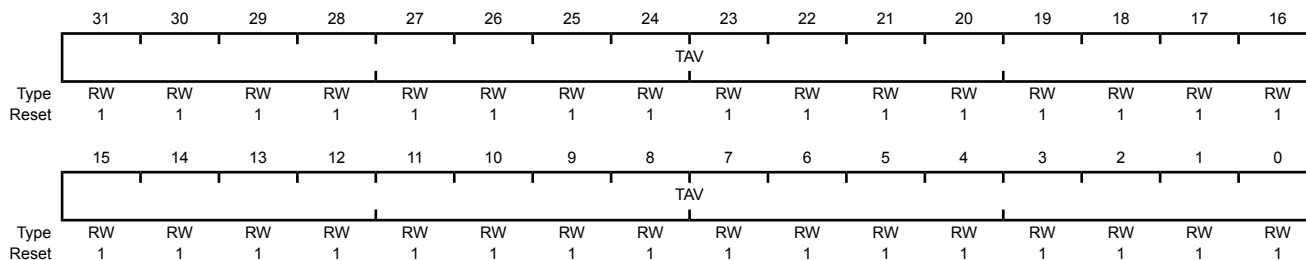 31 30 29 28 27 26 25 24 23 22 21 20 19 18 17 16
TAV
Type RW RW RW RW RW RW RW RW RW RW RW RW RW RW RW RW
Reset 1 1 1 1 1 1 1 1 1 1 1 1 1 1 1 1
15 14 13 12 11 10 9 8 7 6 5 4 3 2 1 0
TAV
Type RW RW RW RW RW RW RW RW RW RW RW RW RW RW RW RW
Reset 1 1 1 1 1 1 1 1 1 1 1 1 1 1 1 1